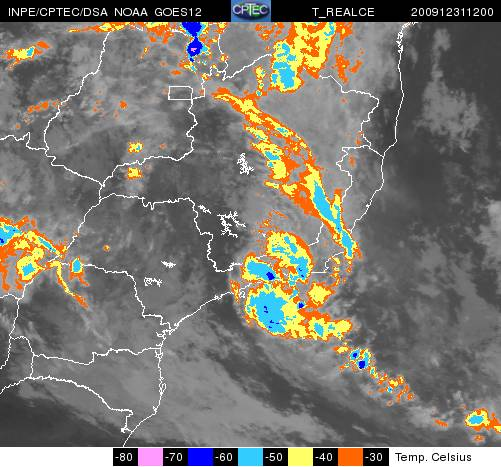 INPE/CPTEC/DSA NOAA GOES12 CPTEC T_REALCE 200912311200
-80 -70 -60 -50 -40 -30 Temp. Celsius